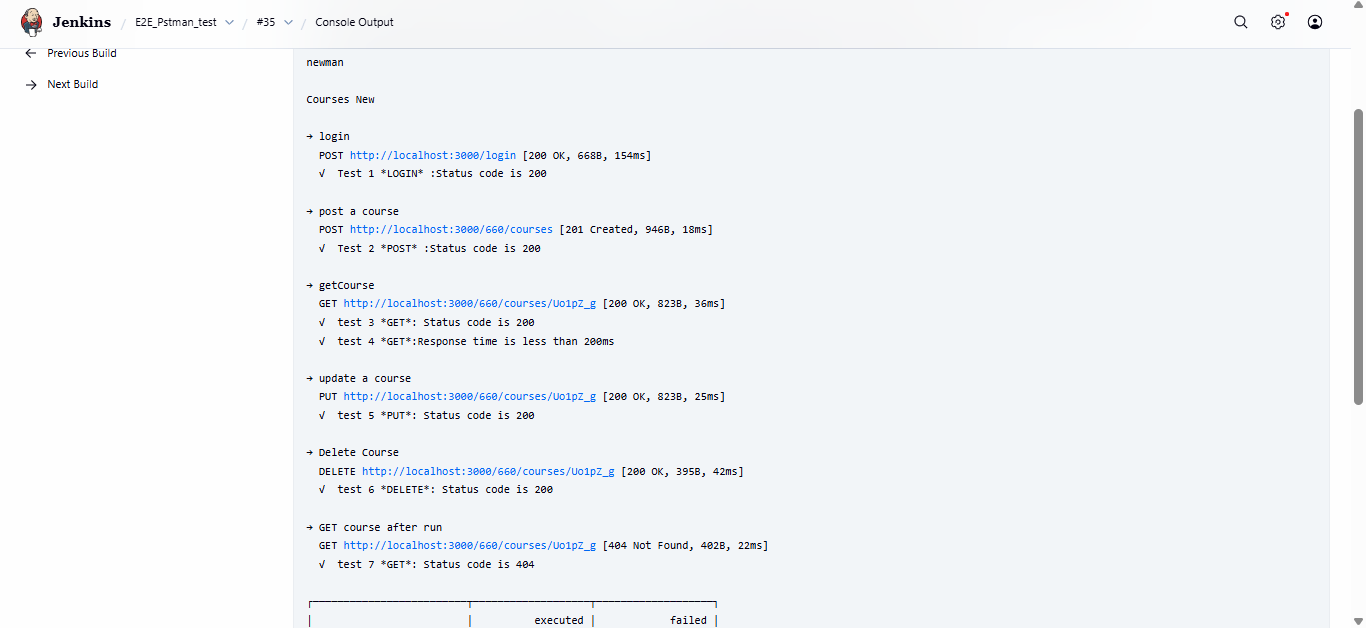 Jenkins / E2E_Pstman_test / #35 / Console Output
← Previous Build
→ Next Build
newman
Courses New
→ login
POST http://localhost:3000/login [200 OK, 668B, 154ms]
√ Test 1 *LOGIN* :Status code is 200
→ post a course
POST http://localhost:3000/660/courses [201 Created, 946B, 18ms]
√ Test 2 *POST* :Status code is 200
→ getCourse
GET http://localhost:3000/660/courses/Uo1pZ_g [200 OK, 823B, 36ms]
√ test 3 *GET*: Status code is 200
√ test 4 *GET*:Response time is less than 200ms
→ update a course
PUT http://localhost:3000/660/courses/Uo1pZ_g [200 OK, 823B, 25ms]
√ test 5 *PUT*: Status code is 200
→ Delete Course
DELETE http://localhost:3000/660/courses/Uo1pZ_g [200 OK, 395B, 42ms]
√ test 6 *DELETE*: Status code is 200
→ GET course after run
GET http://localhost:3000/660/courses/Uo1pZ_g [404 Not Found, 402B, 22ms]
√ test 7 *GET*: Status code is 404
executed failed